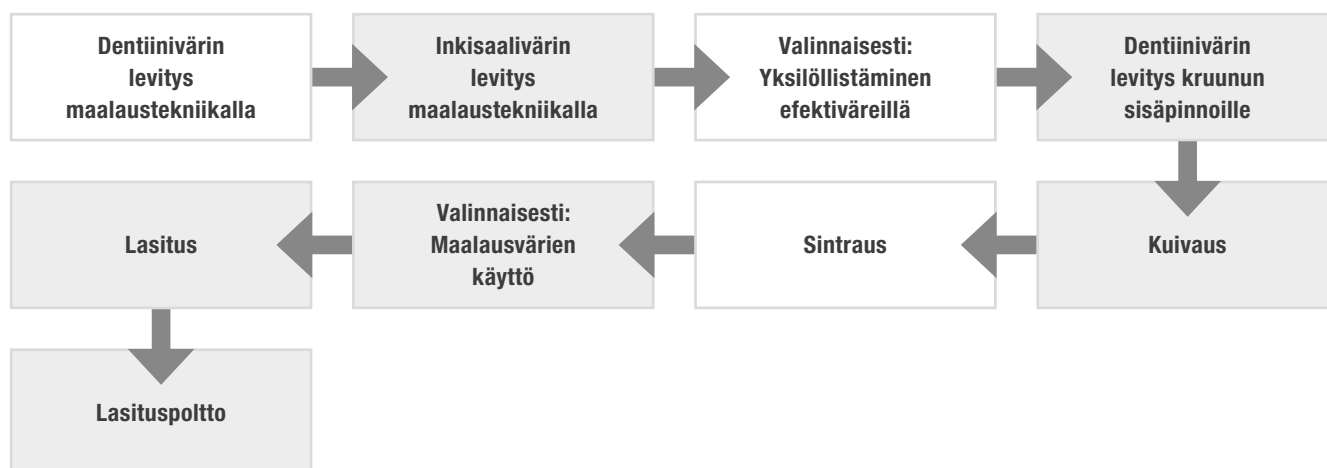 Dentiinivärin
levitys
maalaustekniikalla
Inkisaalivärin
levitys
maalaustekniikalla
Valinnaisesti:
Yksilöllistäminen
efektiväreillä
Dentiinivärin
levitys kruunun
sisäpinnoille
Kuivaus
Sintraus
Valinnaisesti:
Maalausvärien
käyttö
Lasitus
Lasituspoltto